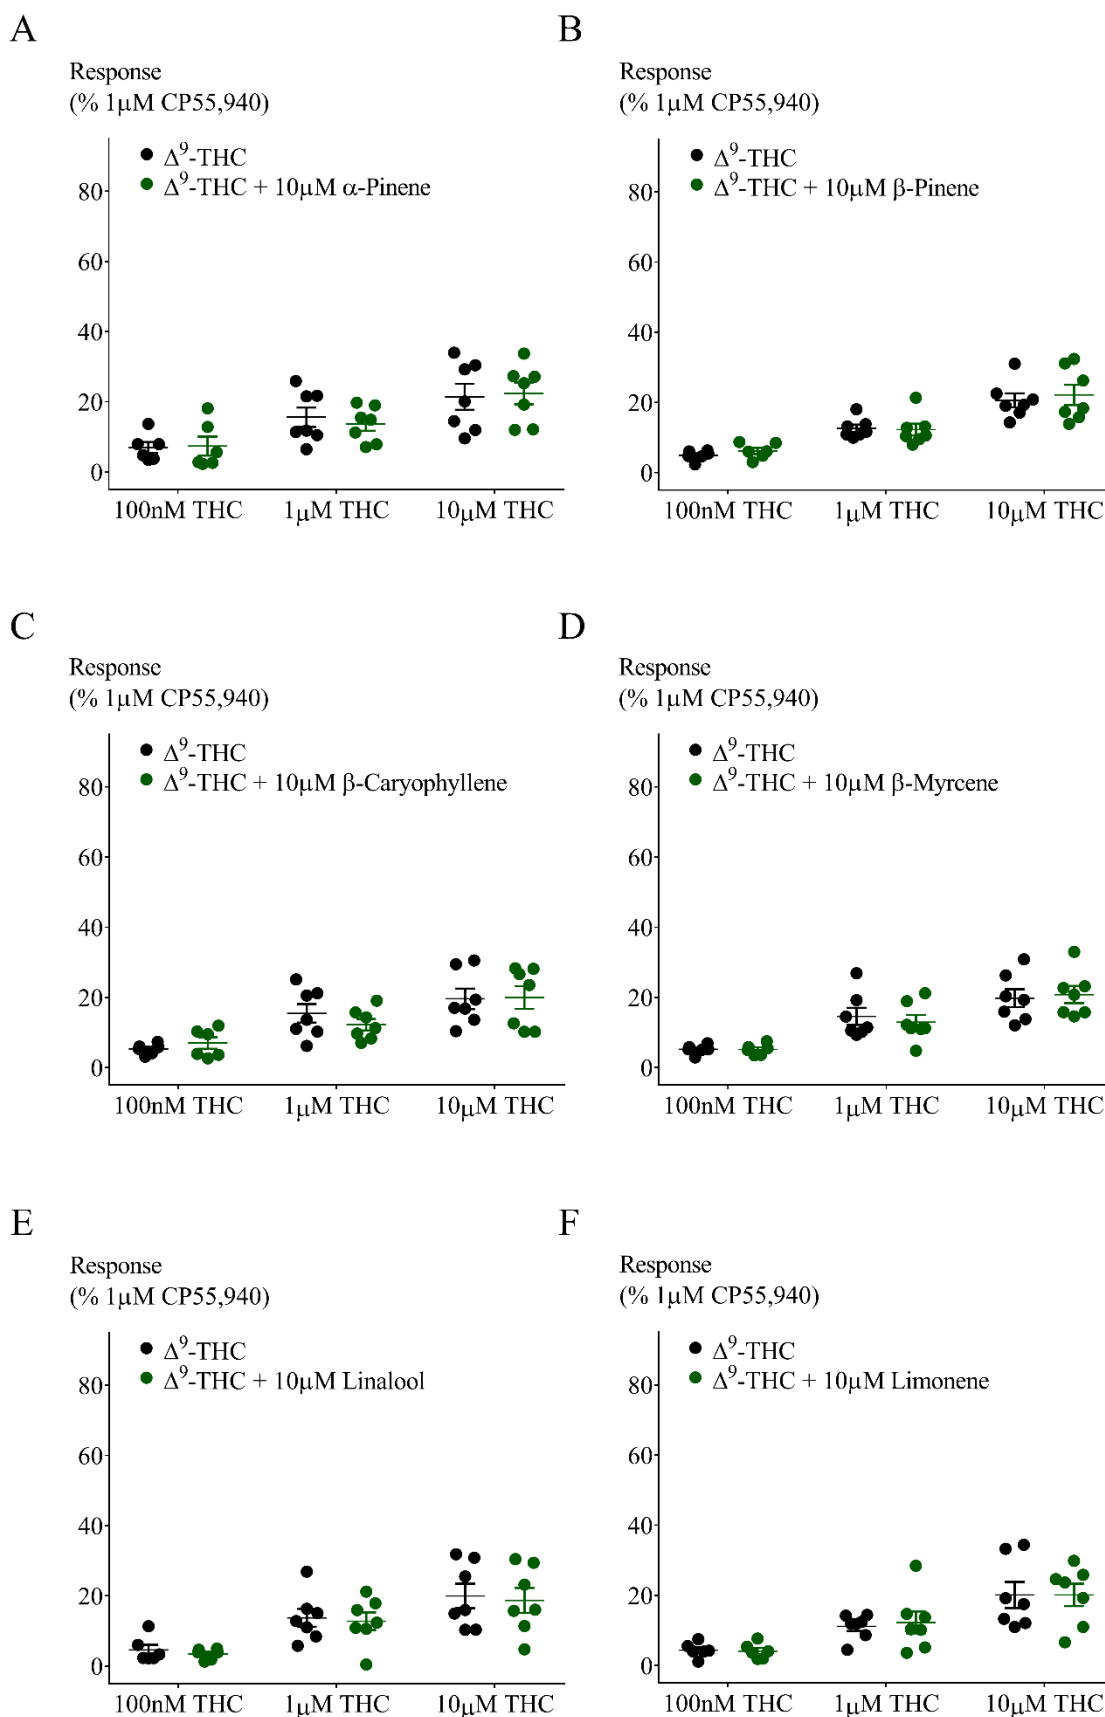 A
Response
(% 1μM CP55,940)
Δ⁹-THC
Δ⁹-THC + 10μM α-Pinene
80
60
40
20
0
100nM THC 1μM THC 10μM THC
B
Response
(% 1μM CP55,940)
Δ⁹-THC
Δ⁹-THC + 10μM β-Pinene
80
60
40
20
0
100nM THC 1μM THC 10μM THC
C
Response
(% 1μM CP55,940)
Δ⁹-THC
Δ⁹-THC + 10μM β-Caryophyllene
80
60
40
20
0
100nM THC 1μM THC 10μM THC
D
Response
(% 1μM CP55,940)
Δ⁹-THC
Δ⁹-THC + 10μM β-Myrcene
80
60
40
20
0
100nM THC 1μM THC 10μM THC
E
Response
(% 1μM CP55,940)
Δ⁹-THC
Δ⁹-THC + 10μM Linalool
80
60
40
20
0
100nM THC 1μM THC 10μM THC
F
Response
(% 1μM CP55,940)
Δ⁹-THC
Δ⁹-THC + 10μM Limonene
80
60
40
20
0
100nM THC 1μM THC 10μM THC